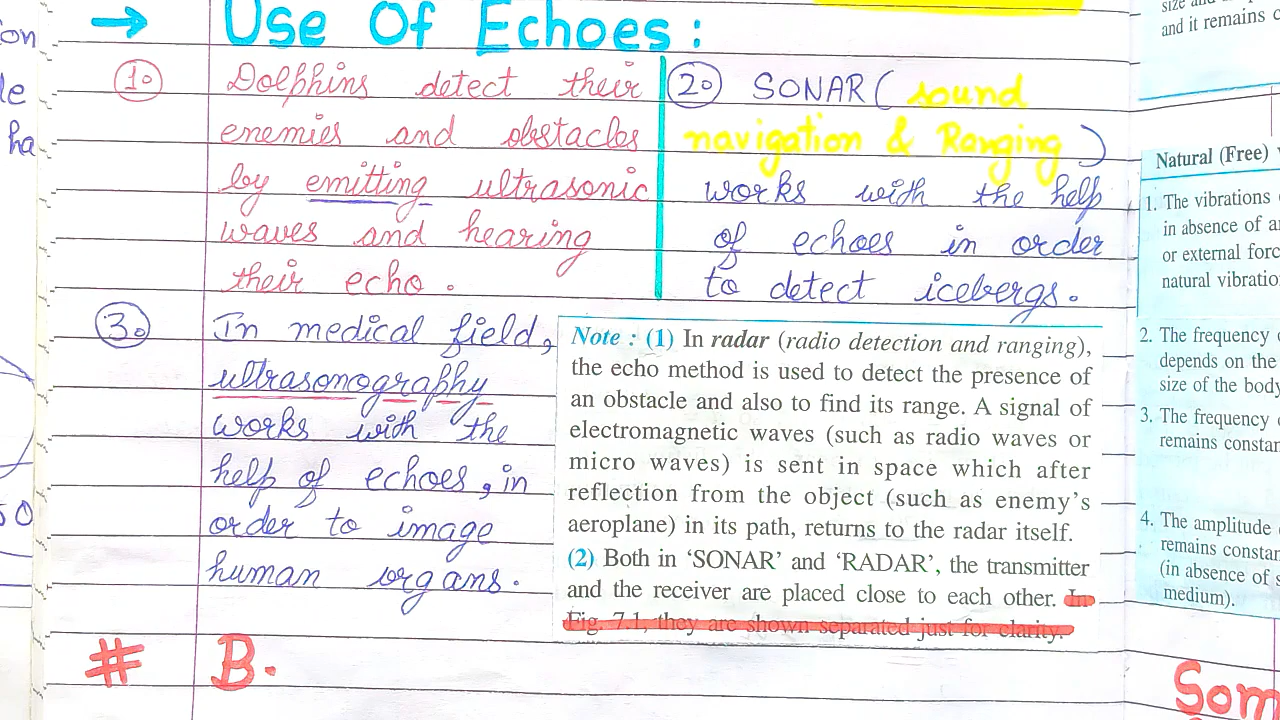 → Use Of Echoes:
1. Dolphins detect their
enemies and obstacles
by emitting ultrasonic
waves and hearing
their echo.
2. SONAR (sound
navigation & Ranging)
works with the help
of echoes in order
to detect icebergs.
3. In medical field,
ultrasonography
works with the
help of echoes, in
order to image
human organs.
Note : (1) In radar (radio detection and ranging),
the echo method is used to detect the presence of
an obstacle and also to find its range. A signal of
electromagnetic waves (such as radio waves or
micro waves) is sent in space which after
reflection from the object (such as enemy's
aeroplane) in its path, returns to the radar itself.
(2) Both in 'SONAR' and 'RADAR', the transmitter
and the receiver are placed close to each other. In
Fig. 7.1, they are shown separated just for clarity.
# B.
on
le
ha
and it remains
Natural (Free)
1. The vibrations
in absence of
or external forc
natural vibratio
2. The frequency
depends on the
size of the body
3. The frequency
remains constan
4. The amplitude
remains constan
(in absence of
medium).
Som